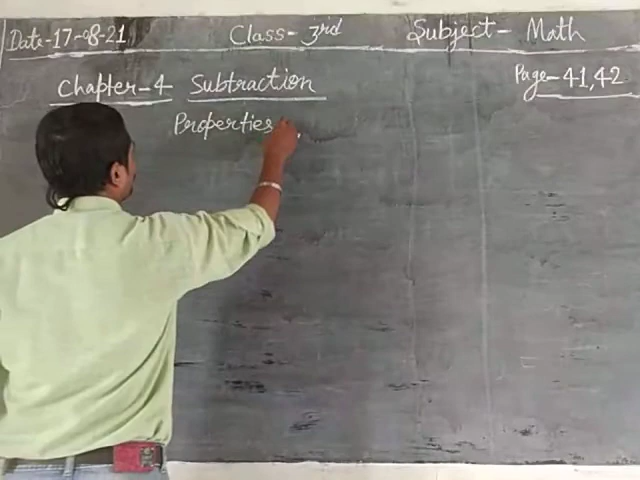 Date-17-08-21 Class-3rd Subject- Math
Chapter-4 Subtraction Page-41,42
Properties